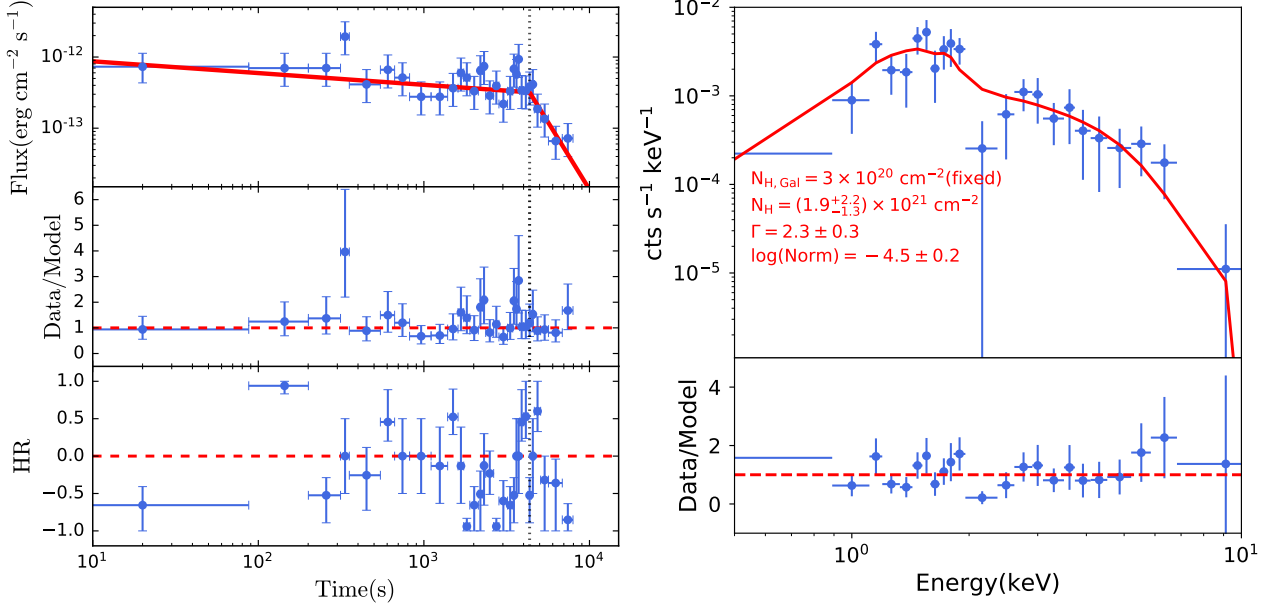 Flux(erg cm⁻² s⁻¹)
10⁻¹²
10⁻¹³
Data/Model
6
5
4
3
2
1
0
HR
1.0
0.5
0.0
−0.5
−1.0
10¹
10²
10³
10⁴
Time(s)
cts s⁻¹ keV⁻¹
10⁻²
10⁻³
10⁻⁴
10⁻⁵
N_H, Gal = 3 × 10²⁰ cm⁻²(fixed)
N_H = (1.9^{+2.2}_{−1.3}) × 10²¹ cm⁻²
Γ = 2.3 ± 0.3
log(Norm) = −4.5 ± 0.2
Data/Model
4
2
0
10⁰
10¹
Energy(keV)